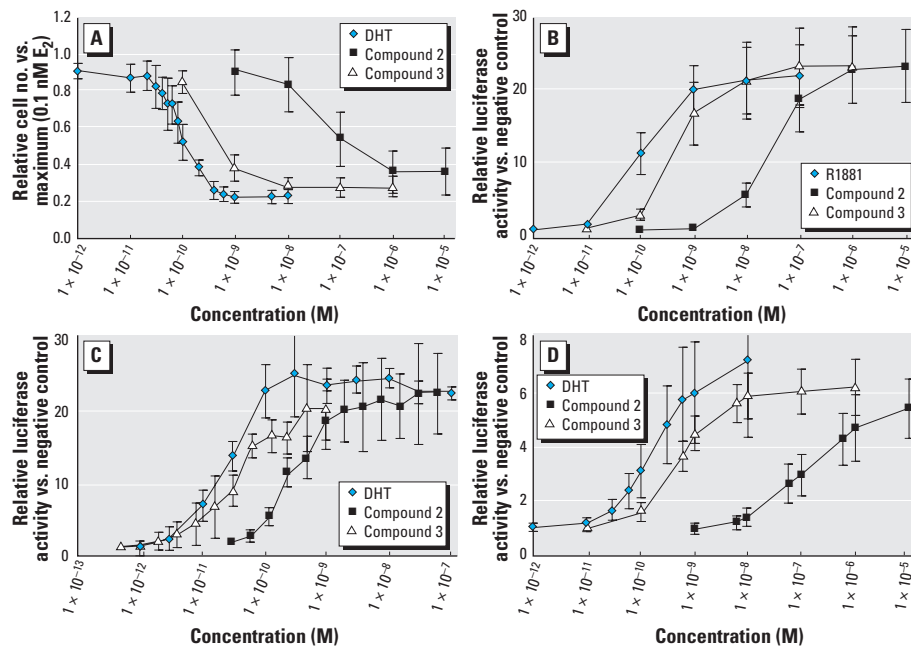 A
Relative cell no. vs.
maximum (0.1 nM E₂)
1.2
1.0
0.8
0.6
0.4
0.2
0.0
DHT
Compound 2
Compound 3
1 × 10⁻¹²
1 × 10⁻¹¹
1 × 10⁻¹⁰
1 × 10⁻⁹
1 × 10⁻⁸
1 × 10⁻⁷
1 × 10⁻⁶
1 × 10⁻⁵
Concentration (M)
B
Relative luciferase
activity vs. negative control
30
20
10
0
R1881
Compound 2
Compound 3
1 × 10⁻¹²
1 × 10⁻¹¹
1 × 10⁻¹⁰
1 × 10⁻⁹
1 × 10⁻⁸
1 × 10⁻⁷
1 × 10⁻⁶
1 × 10⁻⁵
Concentration (M)
C
Relative luciferase
activity vs. negative control
30
20
10
0
DHT
Compound 2
Compound 3
1 × 10⁻¹³
1 × 10⁻¹²
1 × 10⁻¹¹
1 × 10⁻¹⁰
1 × 10⁻⁹
1 × 10⁻⁸
1 × 10⁻⁷
Concentration (M)
D
Relative luciferase
activity vs. negative control
8
6
4
2
0
DHT
Compound 2
Compound 3
1 × 10⁻¹²
1 × 10⁻¹¹
1 × 10⁻¹⁰
1 × 10⁻⁹
1 × 10⁻⁸
1 × 10⁻⁷
1 × 10⁻⁶
1 × 10⁻⁵
Concentration (M)